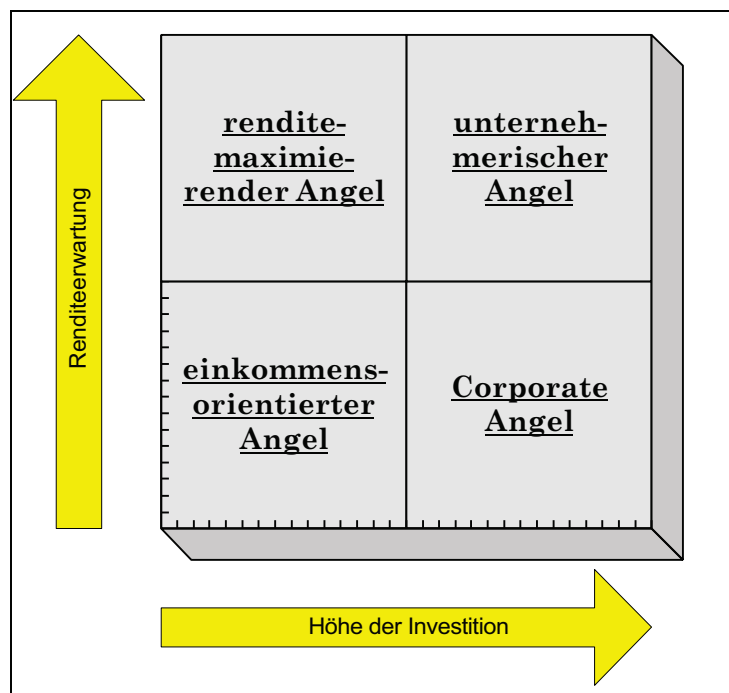 rendite-
maximie-
render Angel
unterneh-
merischer
Angel
Renditeerwartung
einkommens-
orientierter
Angel
Corporate
Angel
Höhe der Investition